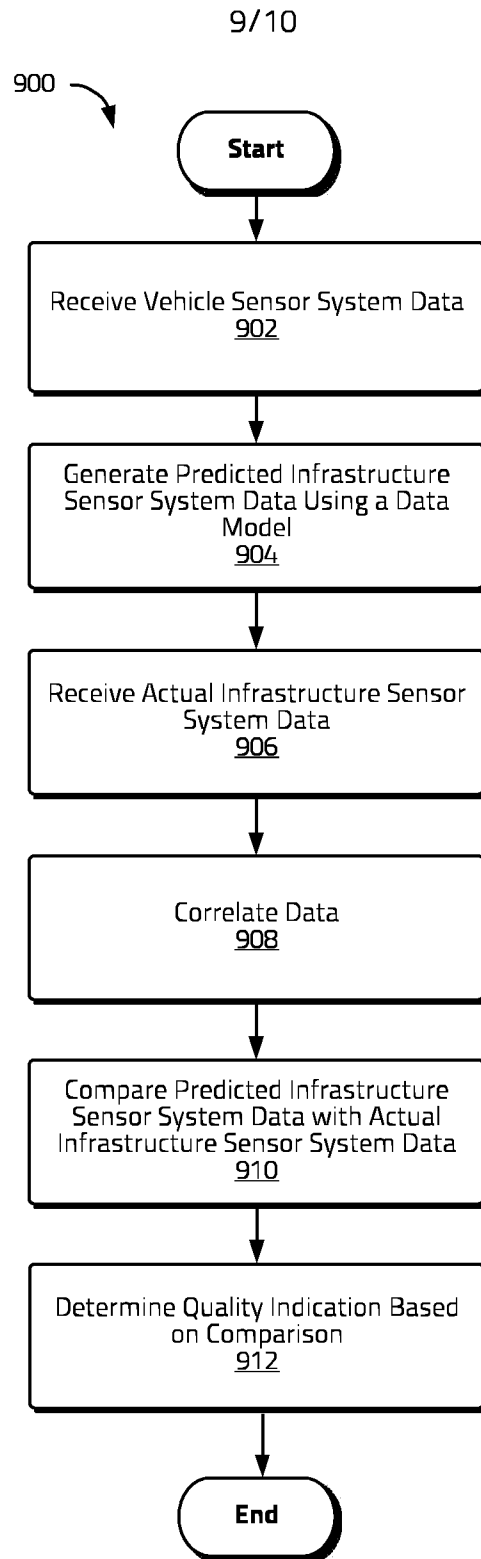 9/10
900
Start
Receive Vehicle Sensor System Data
902
Generate Predicted Infrastructure
Sensor System Data Using a Data
Model
904
Receive Actual Infrastructure Sensor
System Data
906
Correlate Data
908
Compare Predicted Infrastructure
Sensor System Data with Actual
Infrastructure Sensor System Data
910
Determine Quality Indication Based
on Comparison
912
End